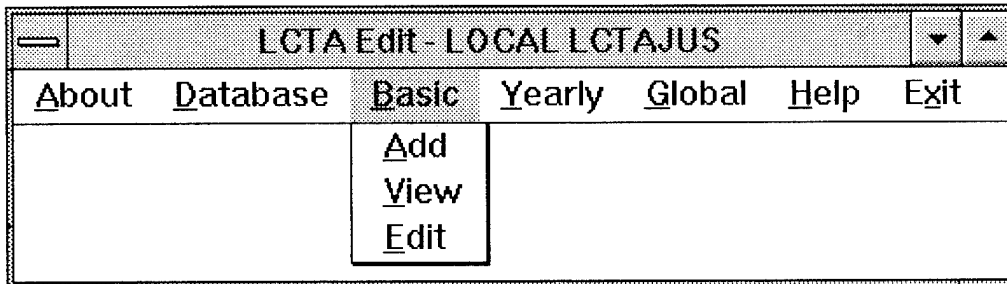 LCTA Edit - LOCAL LCTAJUS
About Database Basic Yearly Global Help Exit
Add
View
Edit